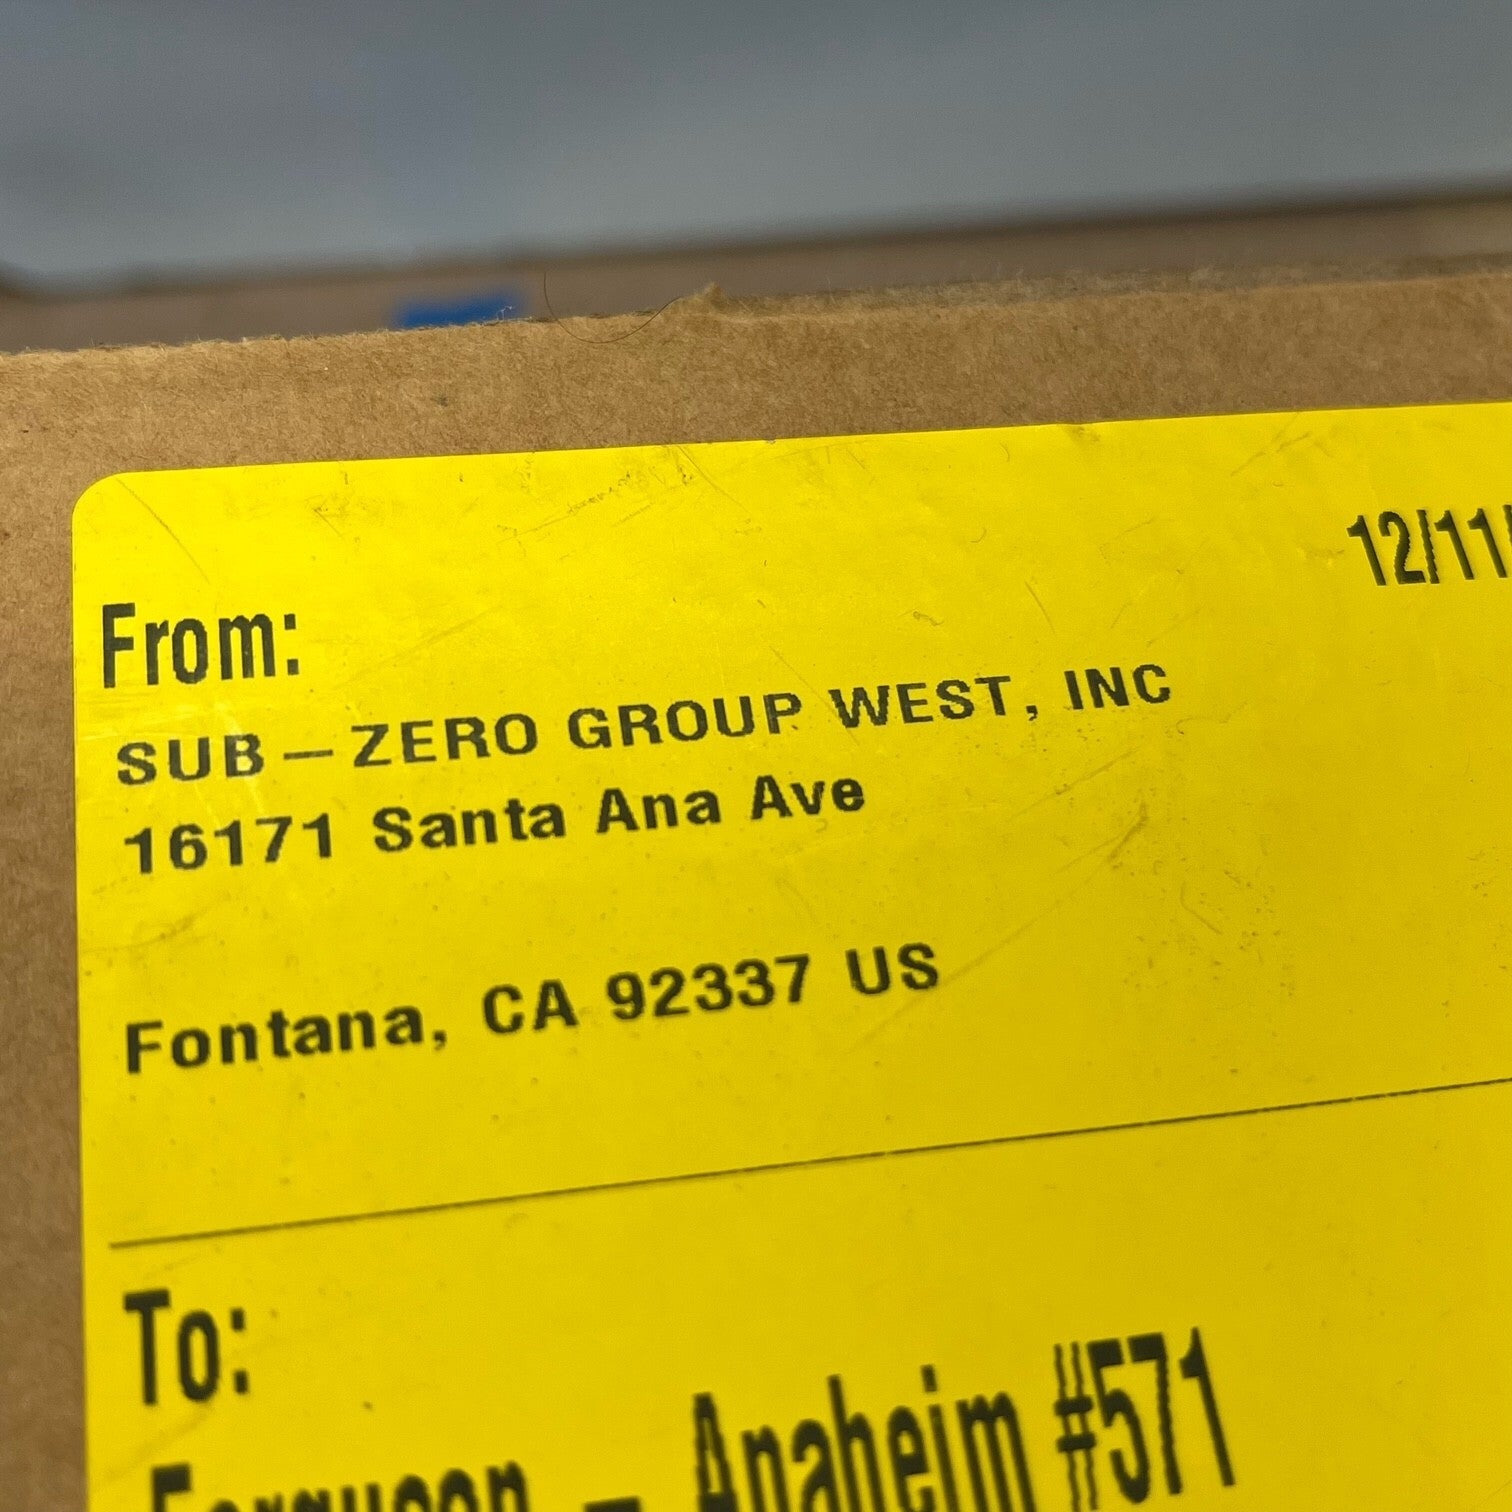 12/11/
From:
SUB-ZERO GROUP WEST, INC
16171 Santa Ana Ave
Fontana, CA 92337 US
To:
Ferguson - Anaheim #571